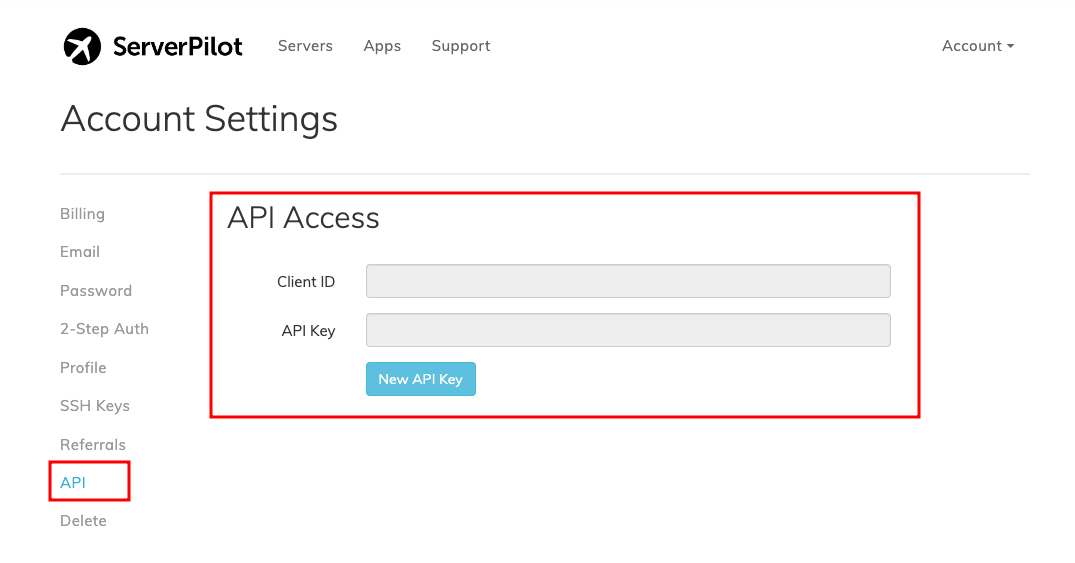 ServerPilot Servers Apps Support Account
Account Settings
Billing
Email
Password
2-Step Auth
Profile
SSH Keys
Referrals
API
Delete
API Access
Client ID
API Key
New API Key